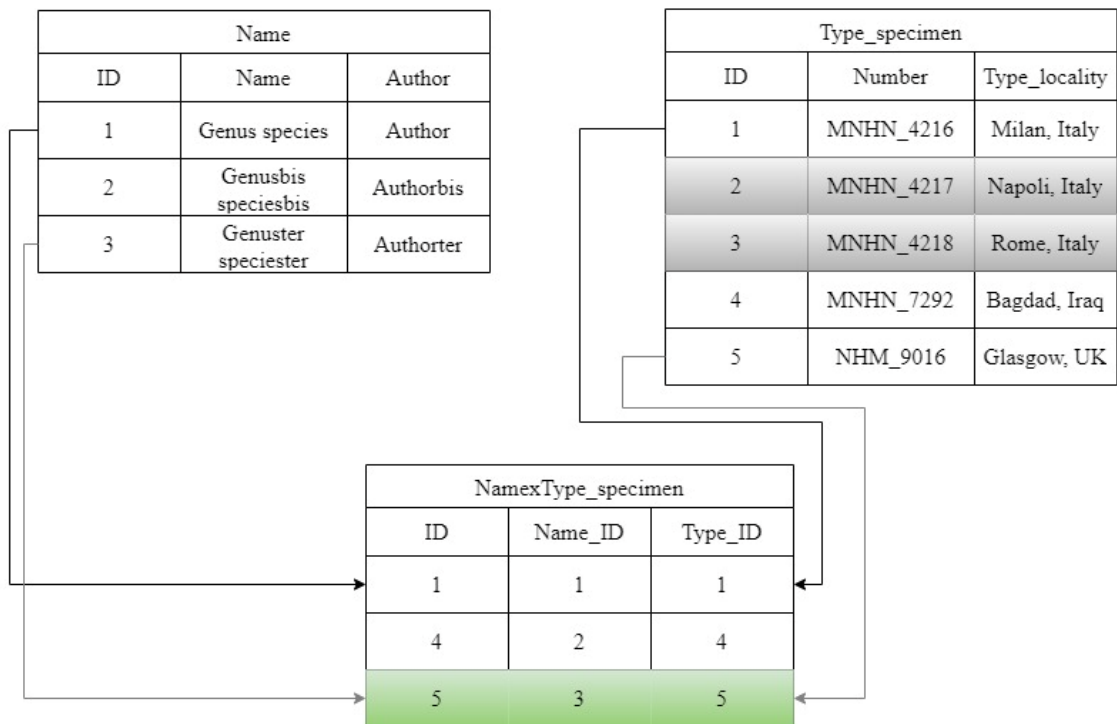 Name
ID Name Author
1 Genus species Author
2 Genusbis speciesbis Authorbis
3 Genuster speciester Authorter
Type_specimen
ID Number Type_locality
1 MNHN_4216 Milan, Italy
2 MNHN_4217 Napoli, Italy
3 MNHN_4218 Rome, Italy
4 MNHN_7292 Bagdad, Iraq
5 NHM_9016 Glasgow, UK
NamexType_specimen
ID Name_ID Type_ID
1 1 1
4 2 4
5 3 5